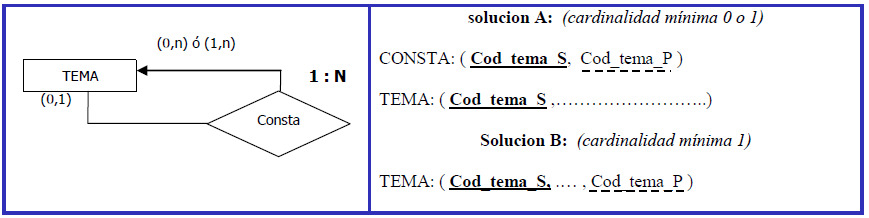 (0,n) ó (1,n)
TEMA
1 : N
(0,1)
Consta
solucion A: (cardinalidad mínima 0 o 1)
CONSTA: ( Cod_tema_S, Cod_tema_P )
TEMA: ( Cod_tema_S ,……………………..)
Solucion B: (cardinalidad mínima 1)
TEMA: ( Cod_tema_S, …. , Cod_tema_P )